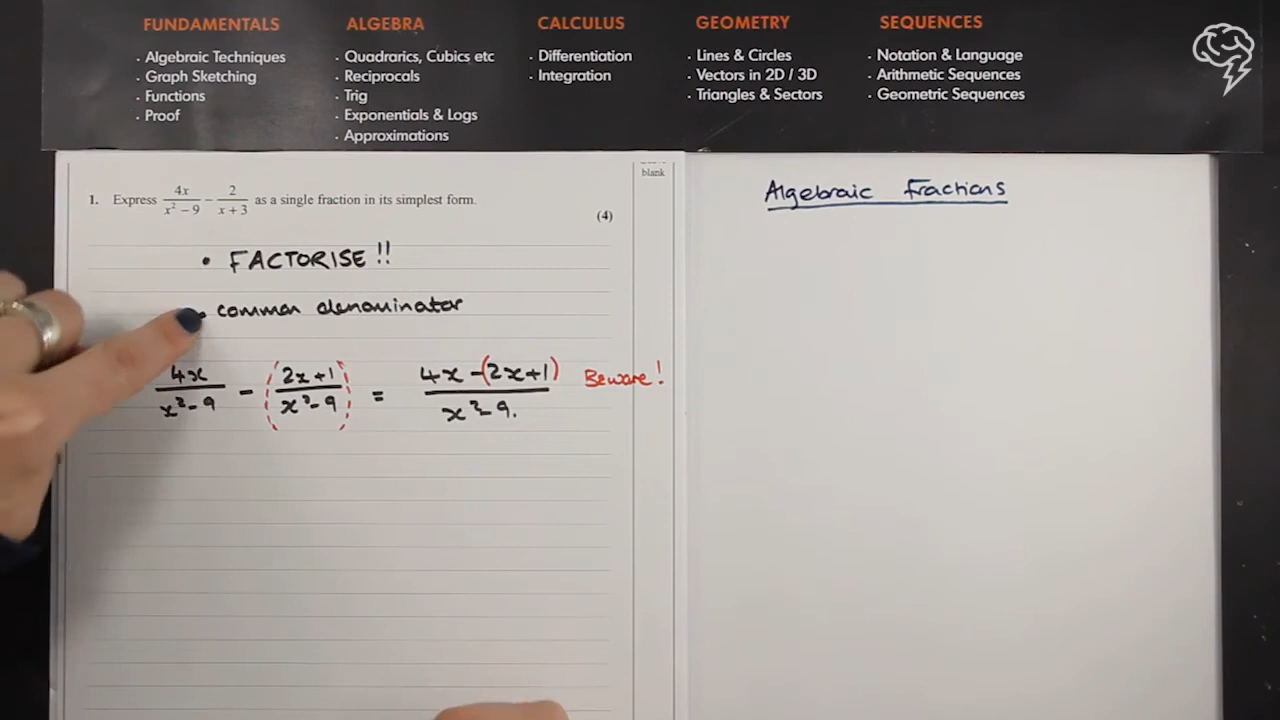 FUNDAMENTALS
· Algebraic Techniques
· Graph Sketching
· Functions
· Proof
ALGEBRA
· Quadrarics, Cubics etc
· Reciprocals
· Trig
· Exponentials & Logs
· Approximations
CALCULUS
· Differentiation
· Integration
GEOMETRY
· Lines & Circles
· Vectors in 2D / 3D
· Triangles & Sectors
SEQUENCES
· Notation & Language
· Arithmetic Sequences
· Geometric Sequences
blank
1. Express 4x/(x² − 9) − 2/(x + 3) as a single fraction in its simplest form.
(4)
• FACTORISE !!
• common denominator
4x/(x² − 9) − (2x+1)/(x² − 9) = (4x − (2x+1))/(x² − 9). Beware!
Algebraic Fractions